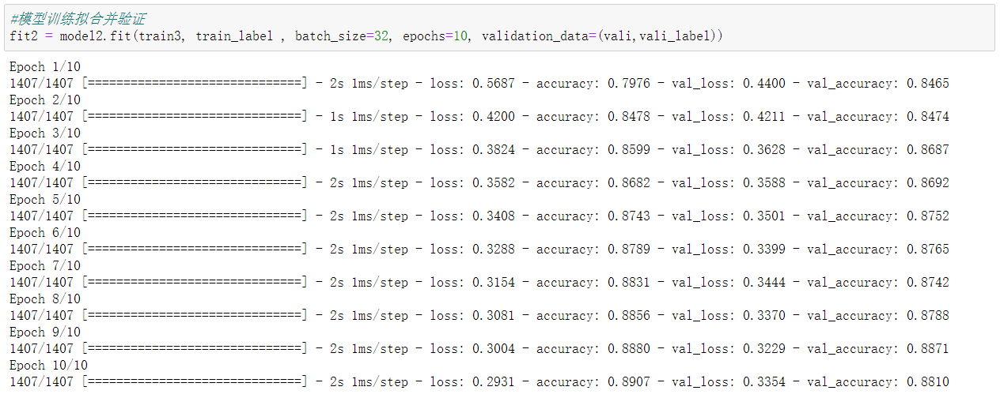 #模型训练拟合并验证
fit2 = model2.fit(train3, train_label , batch_size=32, epochs=10, validation_data=(vali,vali_label))
Epoch 1/10
1407/1407 [==============================] - 2s 1ms/step - loss: 0.5687 - accuracy: 0.7976 - val_loss: 0.4400 - val_accuracy: 0.8465
Epoch 2/10
1407/1407 [==============================] - 1s 1ms/step - loss: 0.4200 - accuracy: 0.8478 - val_loss: 0.4211 - val_accuracy: 0.8474
Epoch 3/10
1407/1407 [==============================] - 1s 1ms/step - loss: 0.3824 - accuracy: 0.8599 - val_loss: 0.3628 - val_accuracy: 0.8687
Epoch 4/10
1407/1407 [==============================] - 2s 1ms/step - loss: 0.3582 - accuracy: 0.8682 - val_loss: 0.3588 - val_accuracy: 0.8692
Epoch 5/10
1407/1407 [==============================] - 2s 1ms/step - loss: 0.3408 - accuracy: 0.8743 - val_loss: 0.3501 - val_accuracy: 0.8752
Epoch 6/10
1407/1407 [==============================] - 2s 1ms/step - loss: 0.3288 - accuracy: 0.8789 - val_loss: 0.3399 - val_accuracy: 0.8765
Epoch 7/10
1407/1407 [==============================] - 2s 1ms/step - loss: 0.3154 - accuracy: 0.8831 - val_loss: 0.3444 - val_accuracy: 0.8742
Epoch 8/10
1407/1407 [==============================] - 2s 1ms/step - loss: 0.3081 - accuracy: 0.8856 - val_loss: 0.3370 - val_accuracy: 0.8788
Epoch 9/10
1407/1407 [==============================] - 2s 1ms/step - loss: 0.3004 - accuracy: 0.8880 - val_loss: 0.3229 - val_accuracy: 0.8871
Epoch 10/10
1407/1407 [==============================] - 2s 1ms/step - loss: 0.2931 - accuracy: 0.8907 - val_loss: 0.3354 - val_accuracy: 0.8810